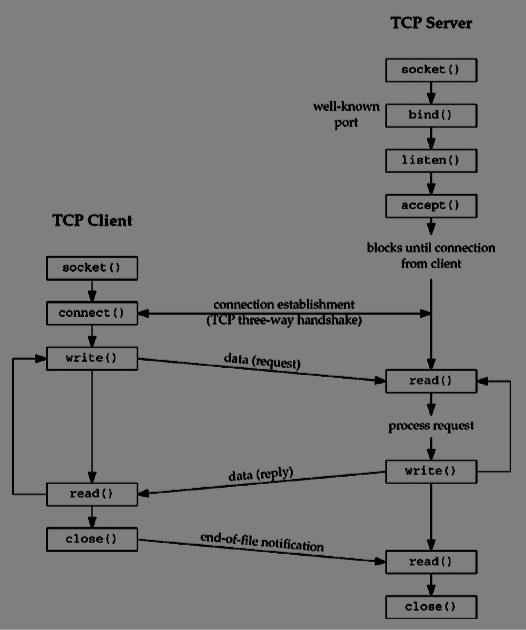 TCP Server
socket()
well-known
port
bind()
listen()
accept()
blocks until connection
from client
TCP Client
socket()
connect()
connection establishment
(TCP three-way handshake)
write()
data (request)
read()
process request
write()
data (reply)
read()
close()
end-of-file notification
read()
close()